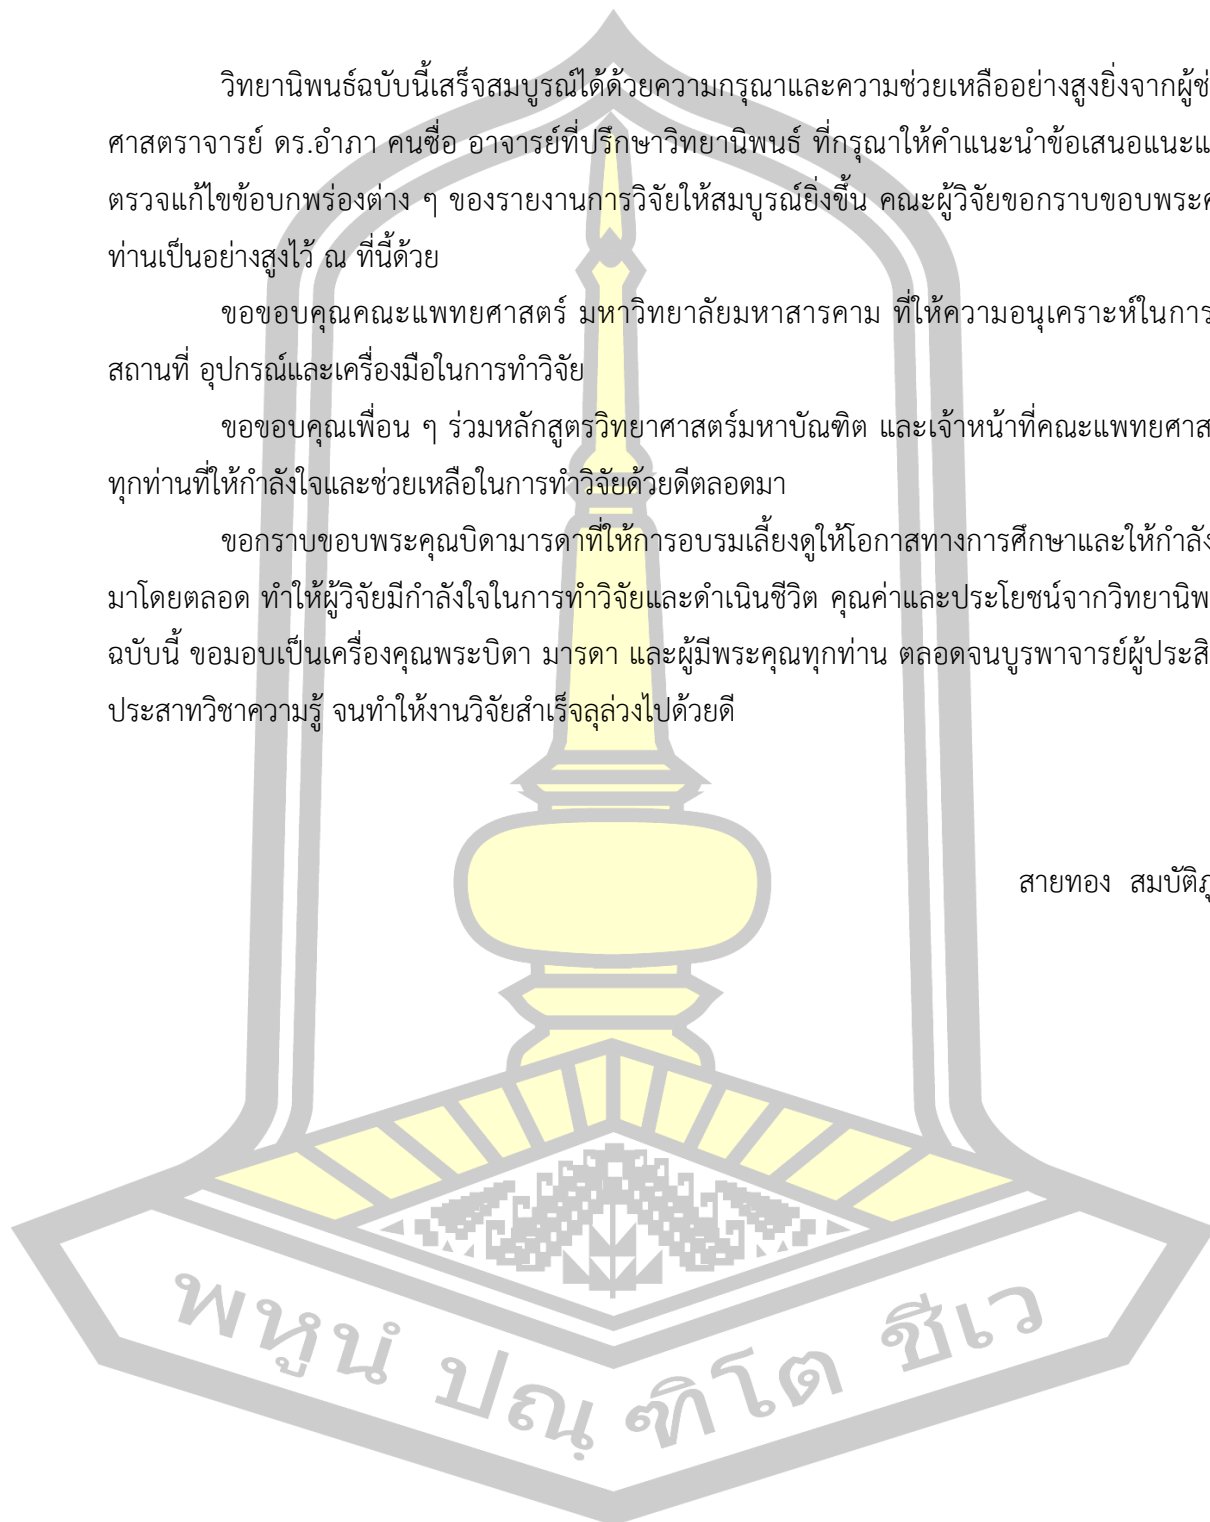 วิทยานิพนธ์ฉบับนี้เสร็จสมบูรณ์ได้ด้วยความกรุณาและความช่วยเหลืออย่างสูงยิ่งจากผู้ช่
ศาสตราจารย์ ดร.อำภา คนซื่อ อาจารย์ที่ปรึกษาวิทยานิพนธ์ ที่กรุณาให้คำแนะนำข้อเสนอแนะแ
ตรวจแก้ไขข้อบกพร่องต่าง ๆ ของรายงานการวิจัยให้สมบูรณ์ยิ่งขึ้น คณะผู้วิจัยขอกราบขอบพระค
ท่านเป็นอย่างสูงไว้ ณ ที่นี้ด้วย
ขอขอบคุณคณะแพทยศาสตร์ มหาวิทยาลัยมหาสารคาม ที่ให้ความอนุเคราะห์ในการ
สถานที่ อุปกรณ์และเครื่องมือในการทำวิจัย
ขอขอบคุณเพื่อน ๆ ร่วมหลักสูตรวิทยาศาสตร์มหาบัณฑิต และเจ้าหน้าที่คณะแพทยศาส
ทุกท่านที่ให้กำลังใจและช่วยเหลือในการทำวิจัยด้วยดีตลอดมา
ขอกราบขอบพระคุณบิดามารดาที่ให้การอบรมเลี้ยงดูให้โอกาสทางการศึกษาและให้กำลัง
มาโดยตลอด ทำให้ผู้วิจัยมีกำลังใจในการทำวิจัยและดำเนินชีวิต คุณค่าและประโยชน์จากวิทยานิพ
ฉบับนี้ ขอมอบเป็นเครื่องคุณพระบิดา มารดา และผู้มีพระคุณทุกท่าน ตลอดจนบูรพาจารย์ผู้ประสิ
ประสาทวิชาความรู้ จนทำให้งานวิจัยสำเร็จลุล่วงไปด้วยดี
สายทอง สมบัติภู
พหูนํ ปณฺฑิโต ชีเว